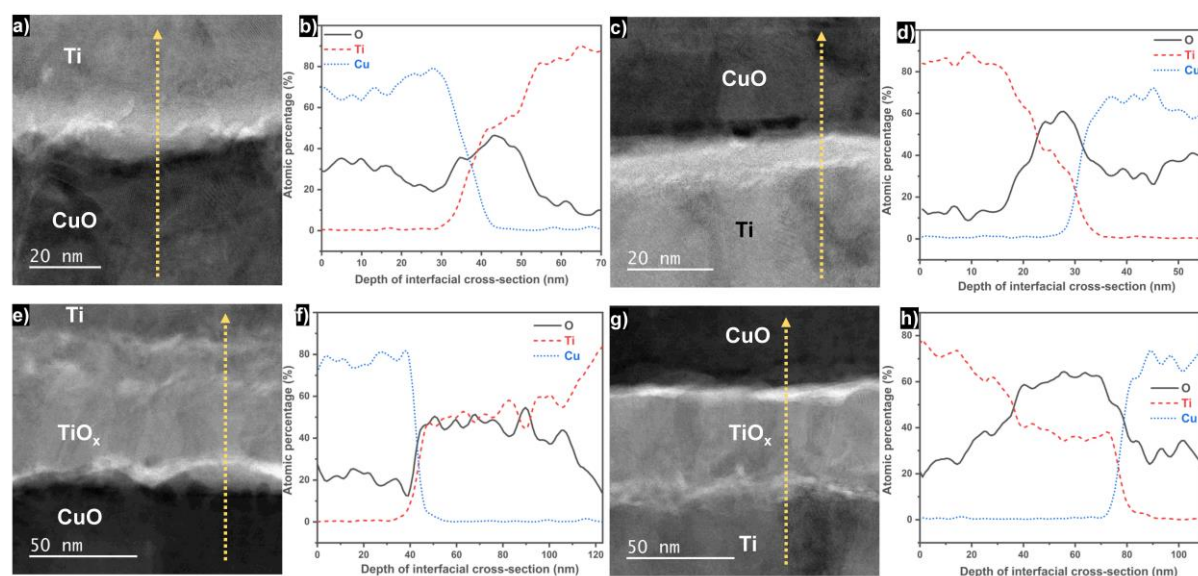 a)
Ti
CuO
20 nm
b)
O
Ti
Cu
Atomic percentage (%)
80
60
40
20
0
0 10 20 30 40 50 60 70
Depth of interfacial cross-section (nm)
c)
CuO
Ti
20 nm
d)
O
Ti
Cu
Atomic percentage (%)
100
80
60
40
20
0
0 10 20 30 40 50
Depth of interfacial cross-section (nm)
e)
Ti
TiOx
CuO
50 nm
f)
O
Ti
Cu
Atomic percentage (%)
100
80
60
40
20
0
0 20 40 60 80 100 120
Depth of interfacial cross-section (nm)
g)
CuO
TiOx
Ti
50 nm
h)
O
Ti
Cu
Atomic percentage (%)
80
60
40
20
0
0 20 40 60 80 100
Depth of interfacial cross-section (nm)